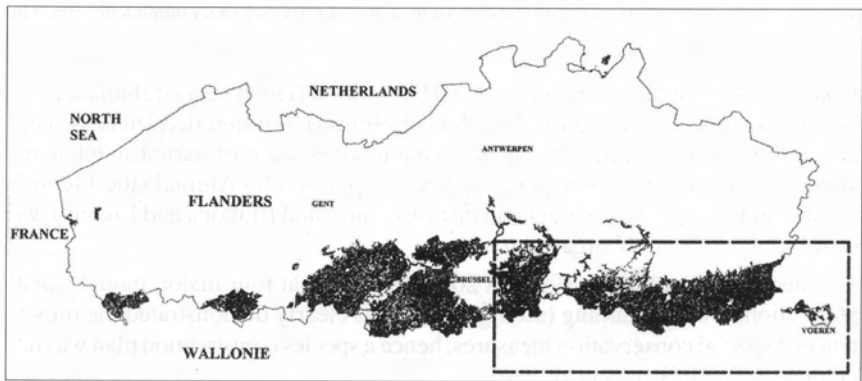 NETHERLANDS
NORTH
SEA
ANTWERPEN
FLANDERS
GENT
FRANCE
BRUSSEL
VOEREN
WALLONIE